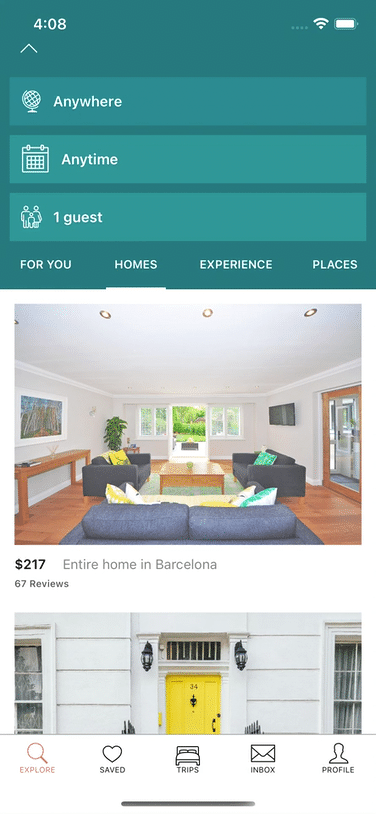 4:08
Anywhere
Anytime
1 guest
FOR YOU HOMES EXPERIENCE PLACES
$217 Entire home in Barcelona
67 Reviews
34
EXPLORE SAVED TRIPS INBOX PROFILE